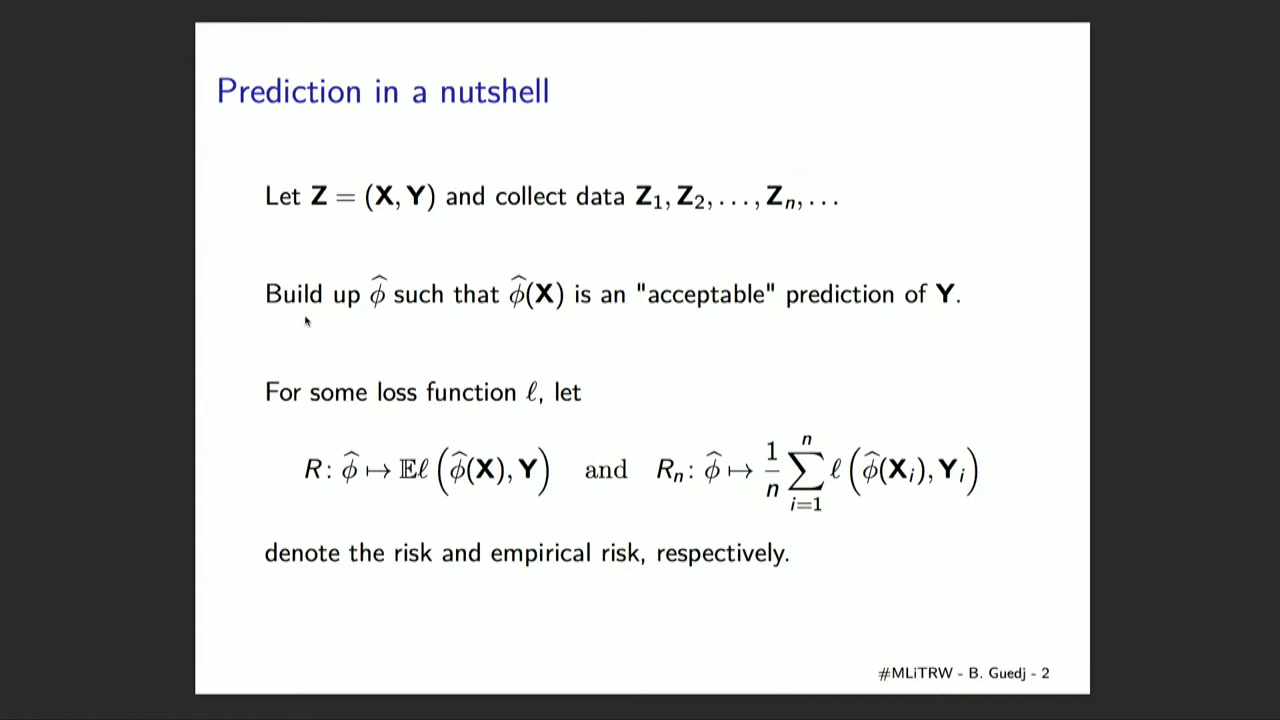 Prediction in a nutshell
Let Z = (X, Y) and collect data Z₁, Z₂, . . . , Zₙ, . . .
Build up φ̂ such that φ̂(X) is an "acceptable" prediction of Y.
For some loss function ℓ, let
R: φ̂ ↦ 𝔼ℓ(φ̂(X), Y) and Rₙ: φ̂ ↦ 1/n ∑ᵢ₌₁ⁿ ℓ(φ̂(Xᵢ), Yᵢ)
denote the risk and empirical risk, respectively.
#MLiTRW - B. Guedj - 2